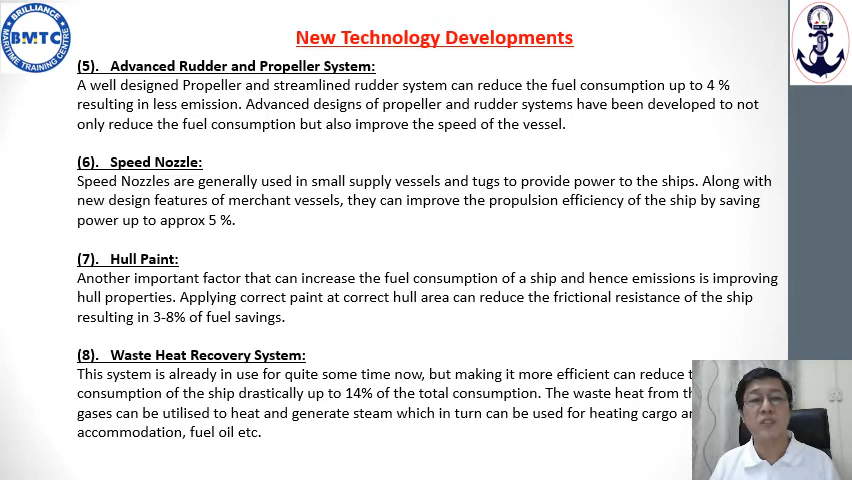 New Technology Developments
BRILLIANCE
BMTC
MARITIME TRAINING CENTRE
(5). Advanced Rudder and Propeller System:
A well designed Propeller and streamlined rudder system can reduce the fuel consumption up to 4 %
resulting in less emission. Advanced designs of propeller and rudder systems have been developed to not
only reduce the fuel consumption but also improve the speed of the vessel.
(6). Speed Nozzle:
Speed Nozzles are generally used in small supply vessels and tugs to provide power to the ships. Along with
new design features of merchant vessels, they can improve the propulsion efficiency of the ship by saving
power up to approx 5 %.
(7). Hull Paint:
Another important factor that can increase the fuel consumption of a ship and hence emissions is improving
hull properties. Applying correct paint at correct hull area can reduce the frictional resistance of the ship
resulting in 3-8% of fuel savings.
(8). Waste Heat Recovery System:
This system is already in use for quite some time now, but making it more efficient can reduce
consumption of the ship drastically up to 14% of the total consumption. The waste heat from
gases can be utilised to heat and generate steam which in turn can be used for heating cargo
accommodation, fuel oil etc.